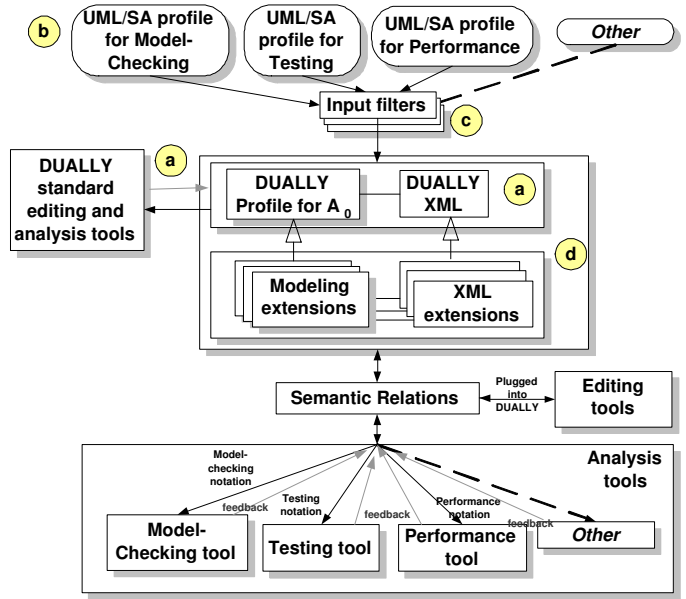 b
UML/SA profile
for Model-
Checking
UML/SA
profile for
Testing
UML/SA profile
for Performance
Other
Input filters
c
a
DUALLY
standard
editing and
analysis tools
DUALLY
Profile for A0
DUALLY
XML
a
d
Modeling
extensions
XML
extensions
Semantic Relations
Plugged
into
DUALLY
Editing
tools
Analysis
tools
Model-
checking
notation
Testing
notation
Performance
notation
feedback
feedback
feedback
Model-
Checking tool
Testing tool
Performance
tool
Other